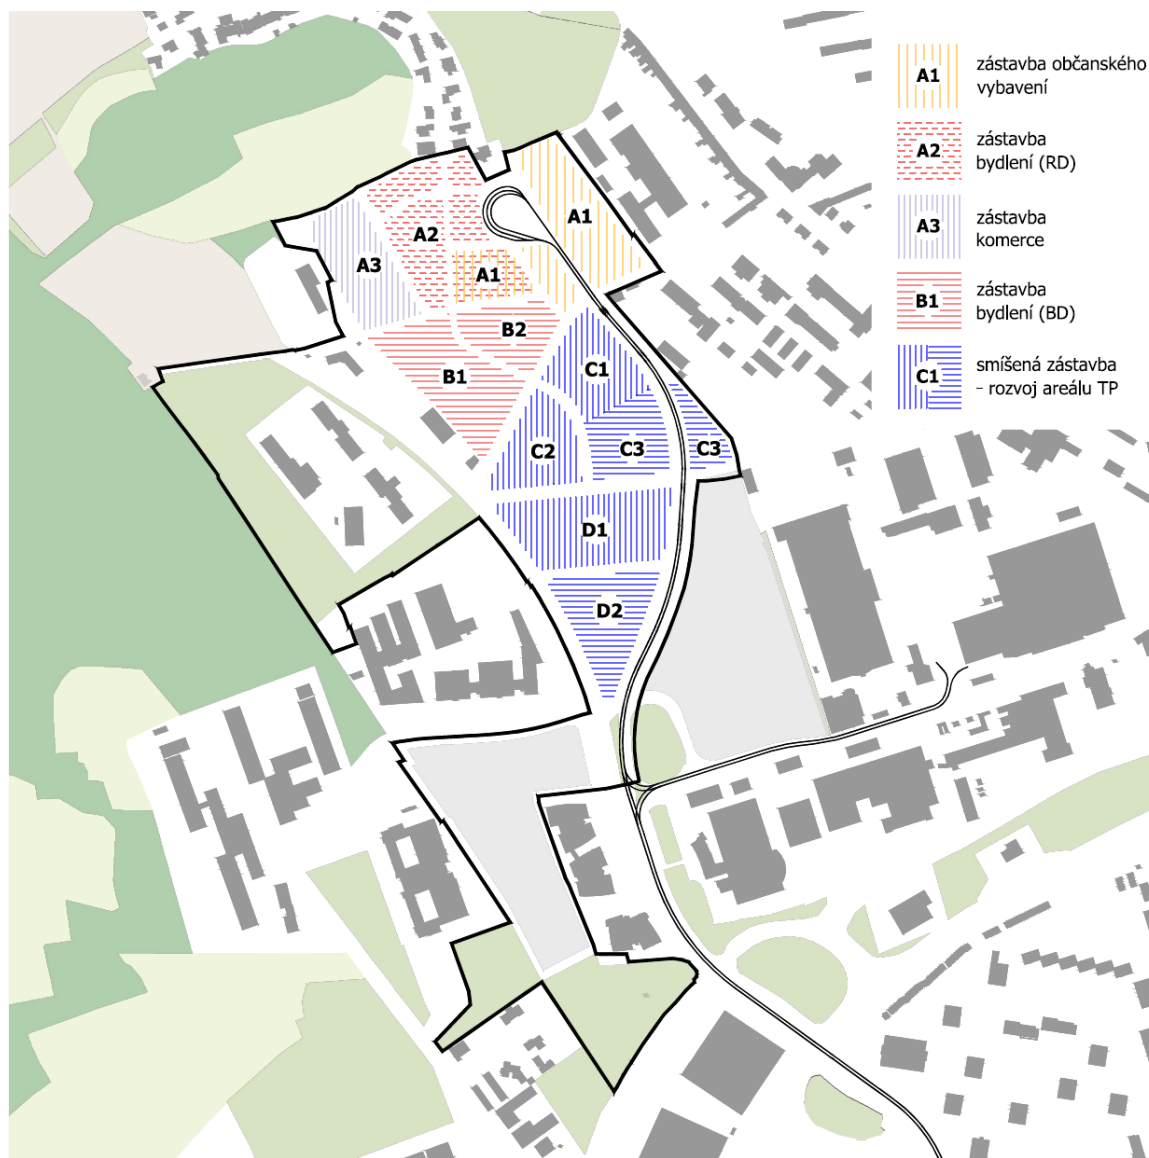 A1
zástavba občanského
vybavení
A2
zástavba
bydlení (RD)
A3
zástavba
komerce
B1
zástavba
bydlení (BD)
C1
smíšená zástavba
– rozvoj areálu TP
A1
A2
A3
A1
B2
B1
C1
C2
C3
C3
D1
D2